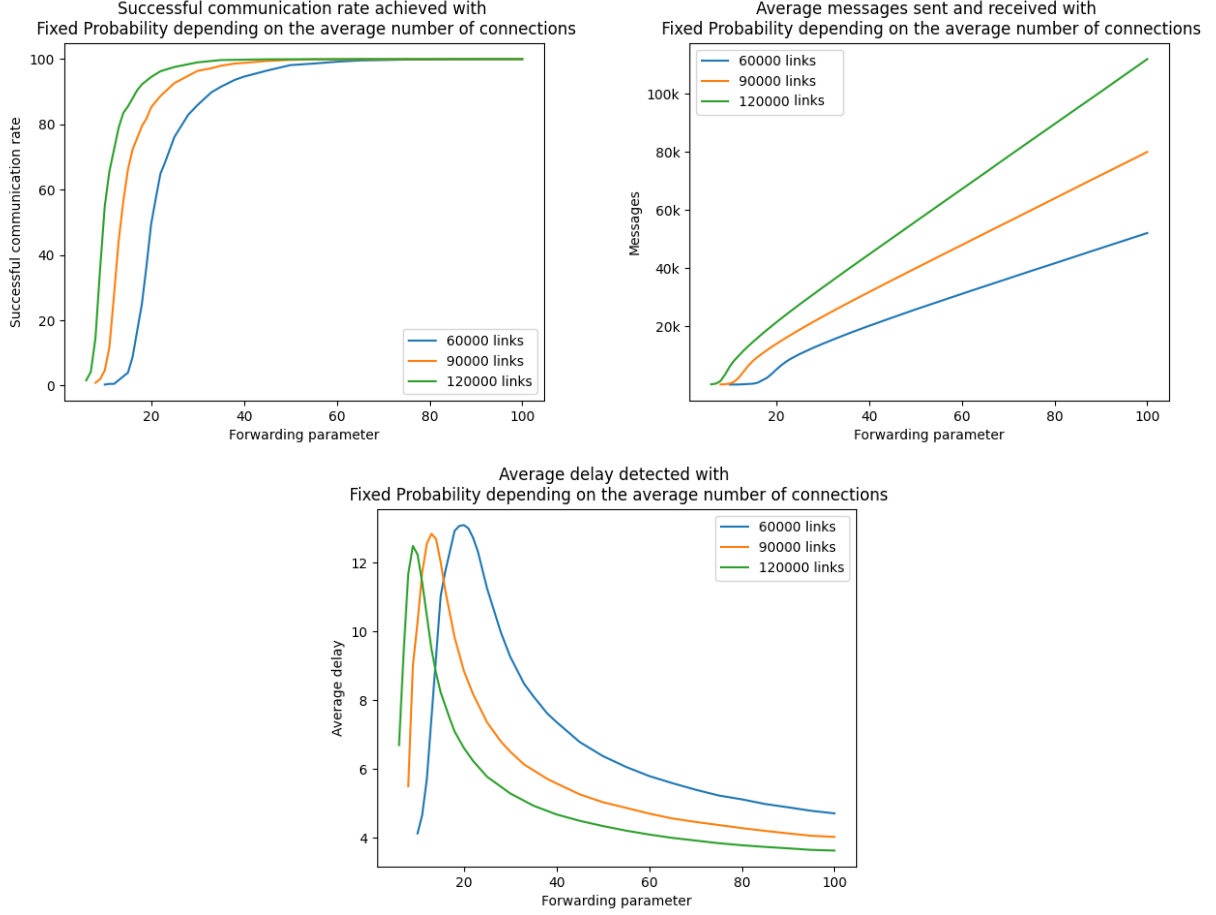 Successful communication rate achieved with
Fixed Probability depending on the average number of connections
100
80
60
40
20
0
Successful communication rate
60000 links
90000 links
120000 links
20
40
60
80
100
Forwarding parameter
Average messages sent and received with
Fixed Probability depending on the average number of connections
60000 links
90000 links
120000 links
100k
80k
60k
40k
20k
Messages
20
40
60
80
100
Forwarding parameter
Average delay detected with
Fixed Probability depending on the average number of connections
60000 links
90000 links
120000 links
12
10
8
6
4
Average delay
20
40
60
80
100
Forwarding parameter